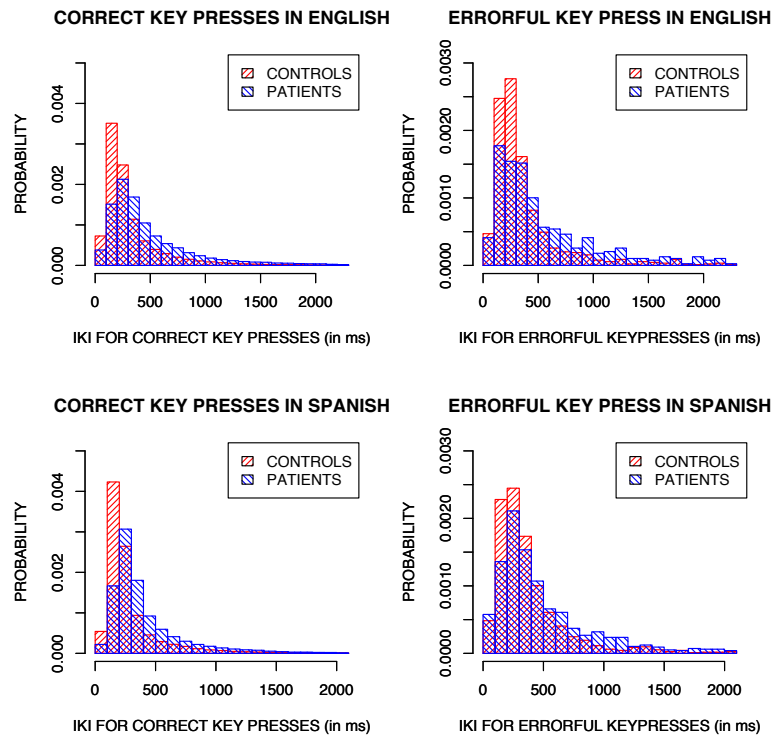 CORRECT KEY PRESSES IN ENGLISH
PROBABILITY
0.000 0.002 0.004
CONTROLS
PATIENTS
0 500 1000 1500 2000
IKI FOR CORRECT KEY PRESSES (in ms)
ERRORFUL KEY PRESS IN ENGLISH
PROBABILITY
0.0000 0.0010 0.0020 0.0030
CONTROLS
PATIENTS
0 500 1000 1500 2000
IKI FOR ERRORFUL KEYPRESSES (in ms)
CORRECT KEY PRESSES IN SPANISH
PROBABILITY
0.000 0.002 0.004
CONTROLS
PATIENTS
0 500 1000 1500 2000
IKI FOR CORRECT KEY PRESSES (in ms)
ERRORFUL KEY PRESS IN SPANISH
PROBABILITY
0.0000 0.0010 0.0020 0.0030
CONTROLS
PATIENTS
0 500 1000 1500 2000
IKI FOR ERRORFUL KEYPRESSES (in ms)